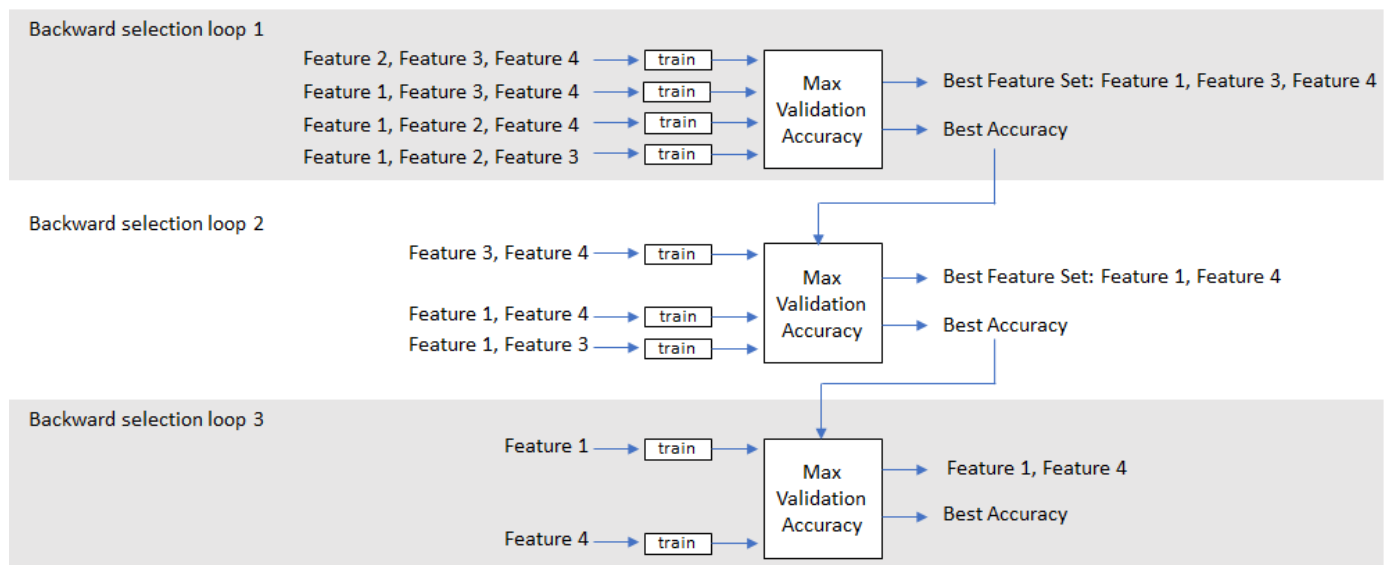 Backward selection loop 1
Feature 2, Feature 3, Feature 4
train
Feature 1, Feature 3, Feature 4
train
Feature 1, Feature 2, Feature 4
train
Feature 1, Feature 2, Feature 3
train
Max
Validation
Accuracy
Best Feature Set: Feature 1, Feature 3, Feature 4
Best Accuracy
Backward selection loop 2
Feature 3, Feature 4
train
Feature 1, Feature 4
train
Feature 1, Feature 3
train
Max
Validation
Accuracy
Best Feature Set: Feature 1, Feature 4
Best Accuracy
Backward selection loop 3
Feature 1
train
Feature 4
train
Max
Validation
Accuracy
Feature 1, Feature 4
Best Accuracy